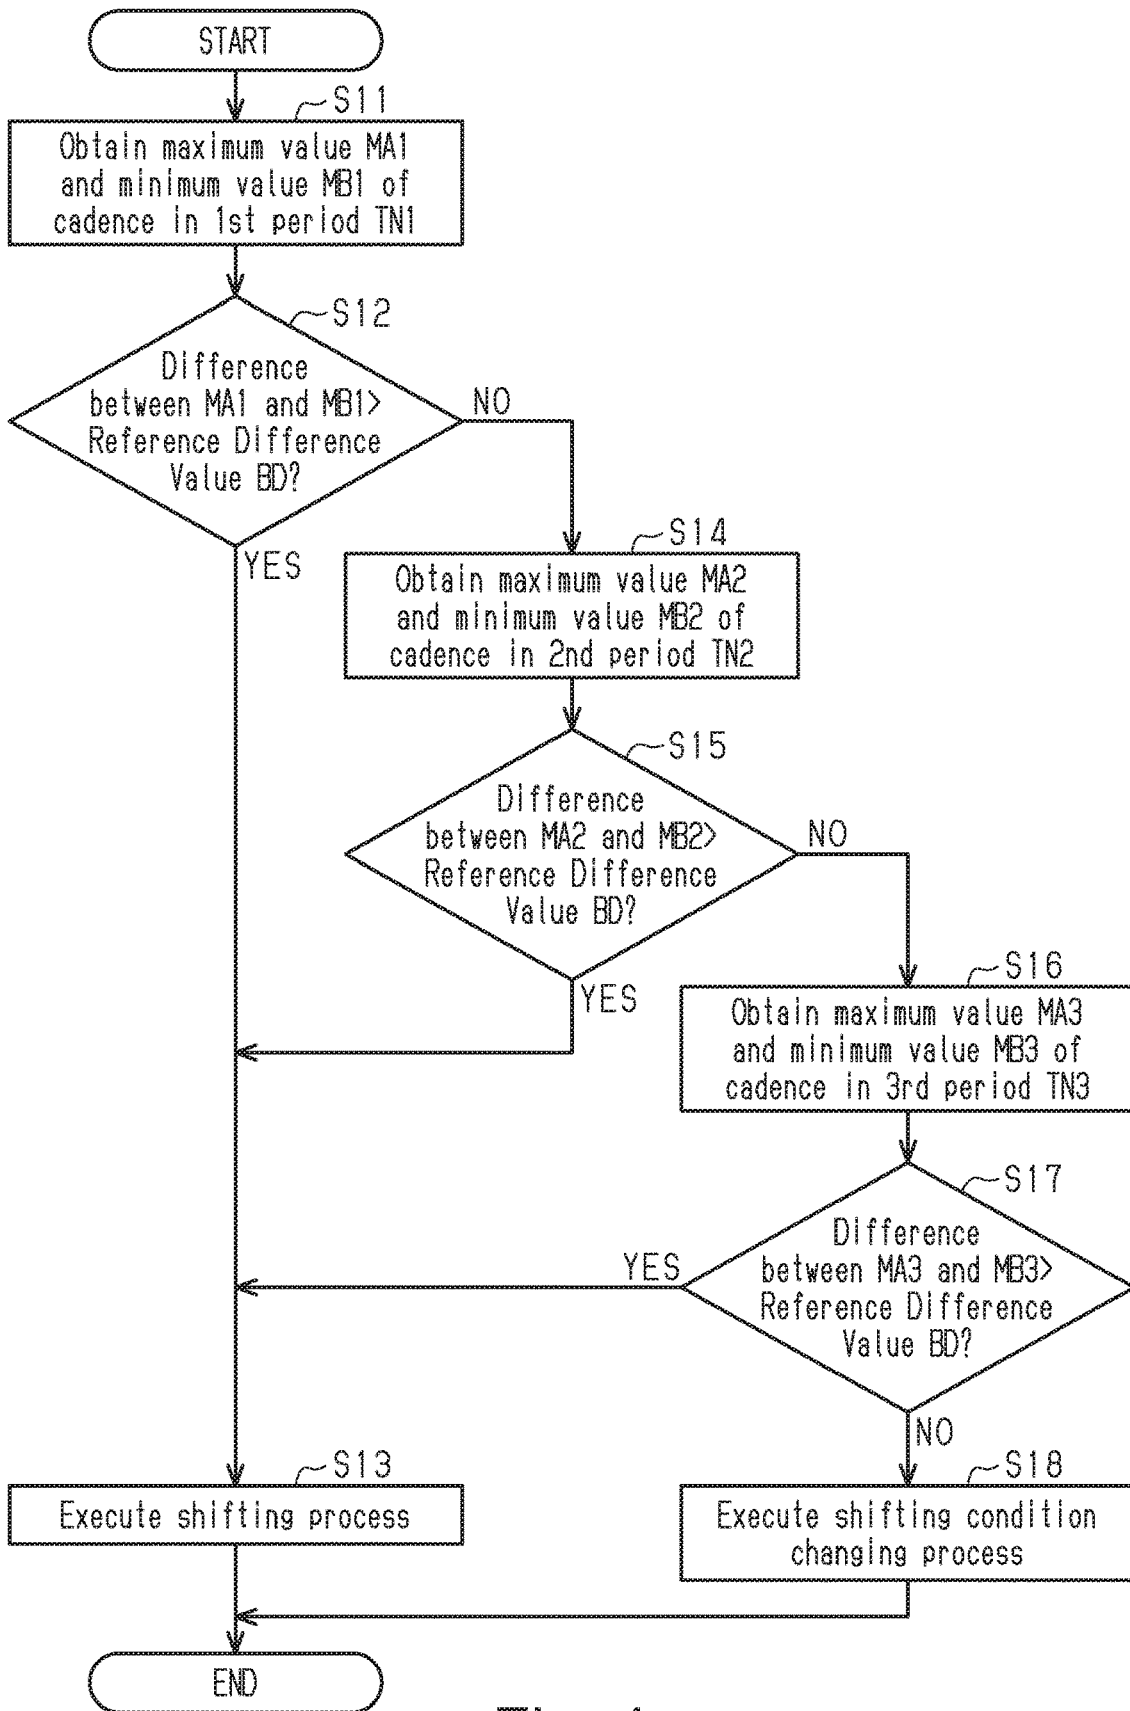 START
S11
Obtain maximum value MA1
and minimum value MB1 of
cadence in 1st period TN1
S12
Difference
between MA1 and MB1>
Reference Difference
Value BD?
NO
YES
S14
Obtain maximum value MA2
and minimum value MB2 of
cadence in 2nd period TN2
S15
Difference
between MA2 and MB2>
Reference Difference
Value BD?
NO
YES
S16
Obtain maximum value MA3
and minimum value MB3 of
cadence in 3rd period TN3
S17
Difference
between MA3 and MB3>
Reference Difference
Value BD?
YES
NO
S13
Execute shifting process
S18
Execute shifting condition
changing process
END